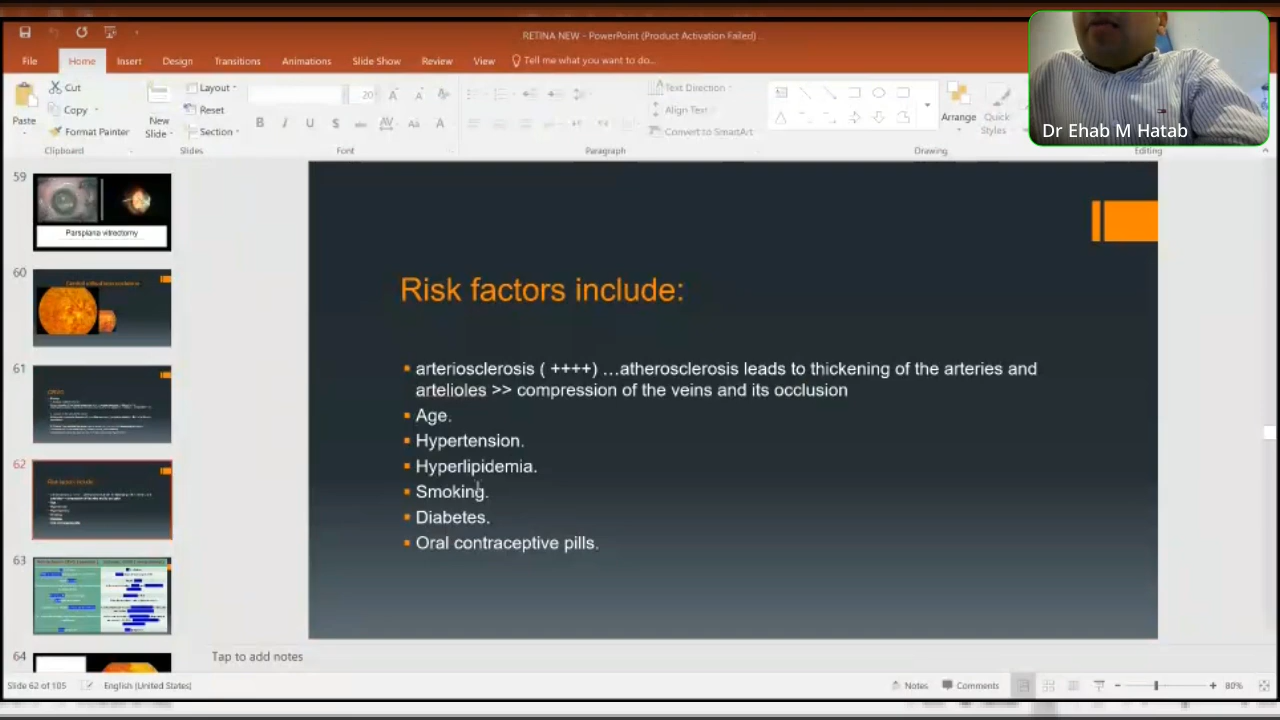 RETINA NEW - PowerPoint (Product Activation Failed) ...
File Home Insert Design Transitions Animations Slide Show Review View Tell me what you want to do...
Cut
Copy
Format Painter
Paste
Clipboard
New
Slide
Layout
Reset
Section
Slides
20
B I U S
Font
Text Direction
Align Text
Convert to SmartArt
Paragraph
Arrange
Quick
Styles
Drawing
Editing
Dr Ehab M Hatab
59
Parsplana vitrectomy
60
61
62
Risk factors include:
63
64
Risk factors include:
arteriosclerosis ( ++++) ...atherosclerosis leads to thickening of the arteries and
artelioles >> compression of the veins and its occlusion
Age.
Hypertension.
Hyperlipidemia.
Smoking.
Diabetes.
Oral contraceptive pills.
Tap to add notes
Slide 62 of 105 English (United States) Notes Comments 80%